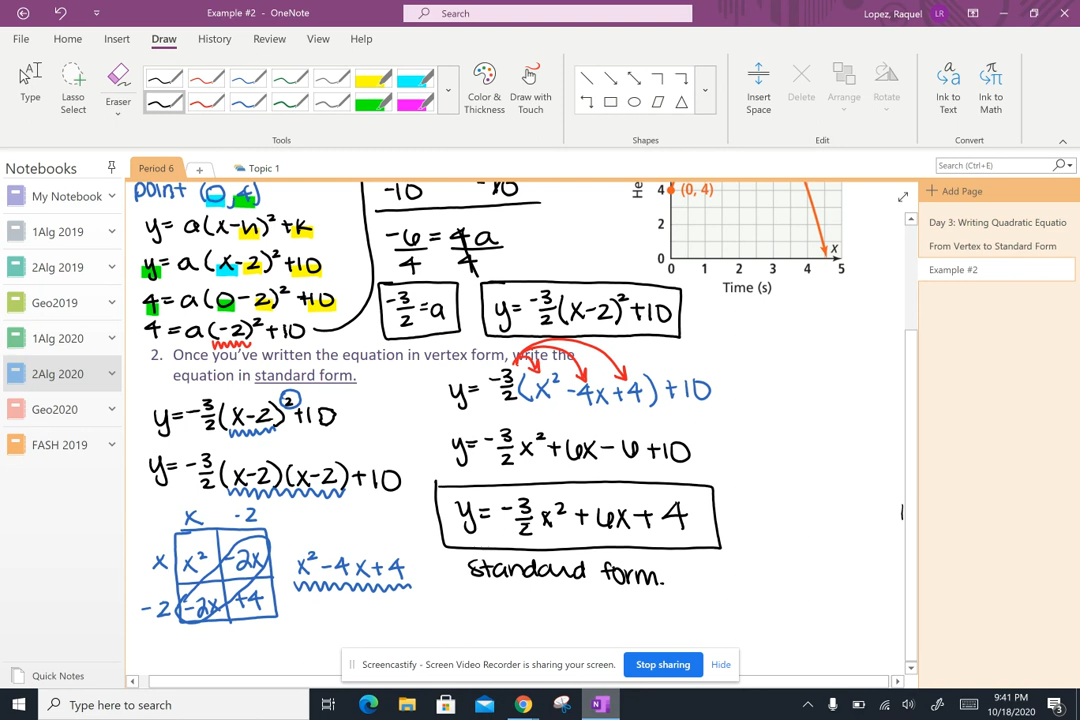 Example #2 - OneNote
Search
Lopez, Raquel
LR
File Home Insert Draw History Review View Help
Type
Lasso Select
Eraser
Color & Thickness
Draw with Touch
Insert Space
Delete
Arrange
Rotate
Ink to Text
Ink to Math
Tools
Shapes
Edit
Convert
Notebooks
Period 6
Topic 1
Search (Ctrl+E)
My Notebook
1Alg 2019
2Alg 2019
Geo2019
1Alg 2020
2Alg 2020
Geo2020
FASH 2019
Quick Notes
Add Page
Day 3: Writing Quadratic Equatio
From Vertex to Standard Form
Example #2
point (0, 4)
y = a(x-h)²+k
y = a(x-2)²+10
4 = a(0-2)²+10
4 = a(-2)²+10
-10 -10
-6/4 = 4a/4
-3/2 = a
y = -3/2(x-2)²+10
He
4 (0, 4)
2
0
x
0 1 2 3 4 5
Time (s)
2. Once you've written the equation in vertex form, write the
equation in standard form.
y = -3/2(x-2)²+10
y = -3/2(x-2)(x-2)+10
x -2
x x² -2x
-2 -2x +4
x²-4x+4
y = -3/2(x²-4x+4)+10
y = -3/2x²+6x-6+10
y = -3/2x²+6x+4
standard form.
Screencastify - Screen Video Recorder is sharing your screen.
Stop sharing
Hide
Type here to search
9:41 PM
10/18/2020
3